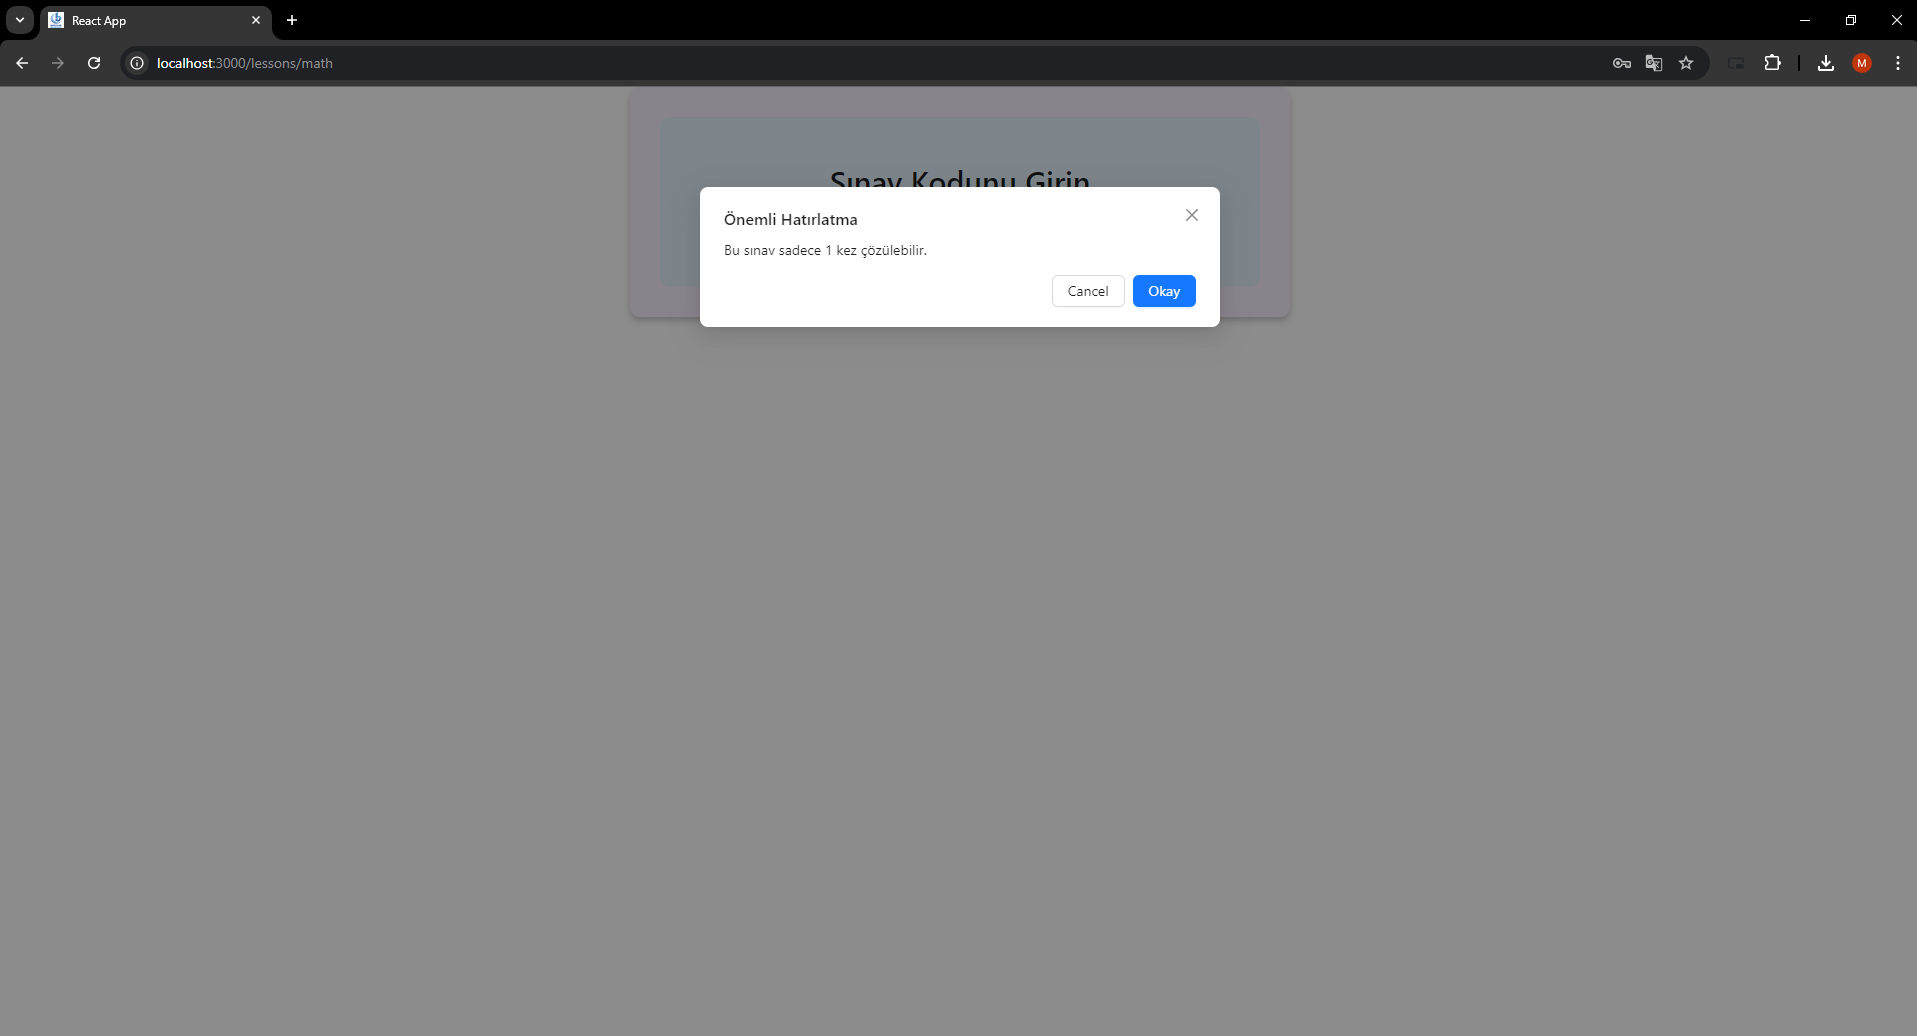 React App
localhost:3000/lessons/math
M
Sınav Kodunu Girin
Önemli Hatırlatma
Bu sınav sadece 1 kez çözülebilir.
Cancel Okay